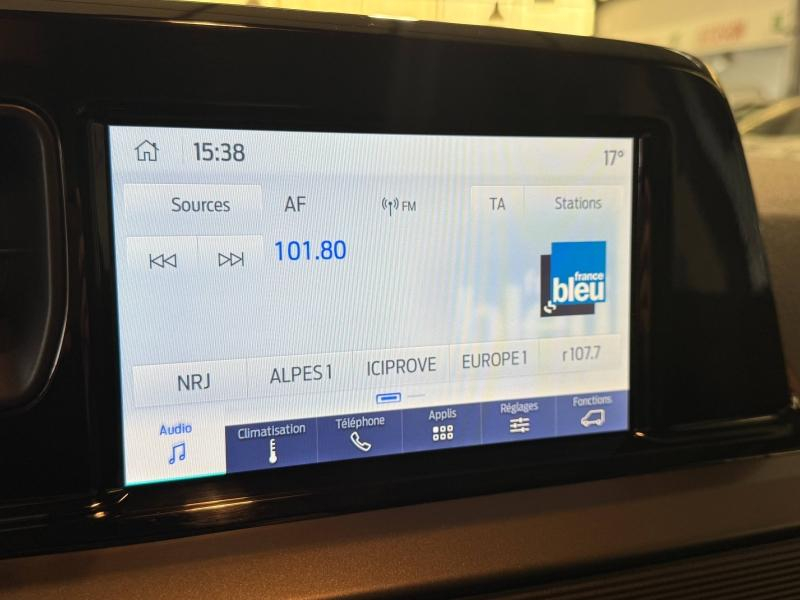 15:38
17°
Sources
AF
FM
TA
Stations
101.80
france
bleu
NRJ
ALPES 1
ICIPROVE
EUROPE 1
r 107.7
Audio
Climatisation
Téléphone
Applis
Réglages
Fonctions